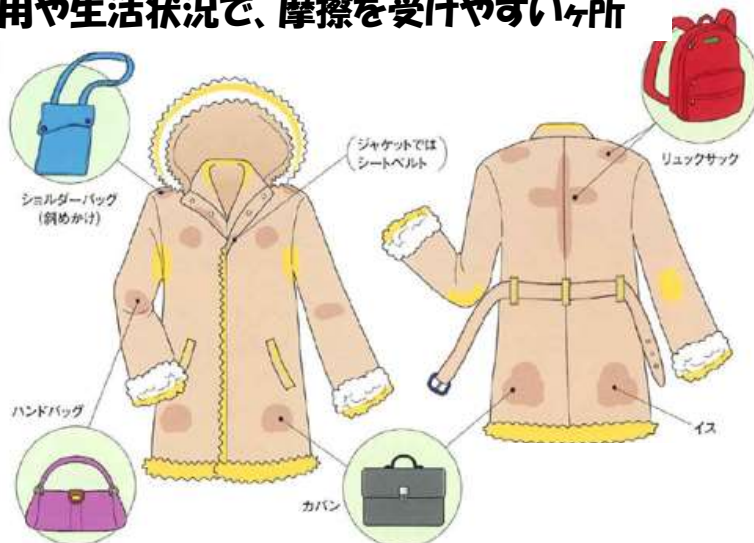 用や生活状況で、摩擦を受けやすいヶ所
ショルダーバッグ
(斜めかけ)
(ジャケットでは
シートベルト)
リュックサック
ハンドバッグ
カバン
イス